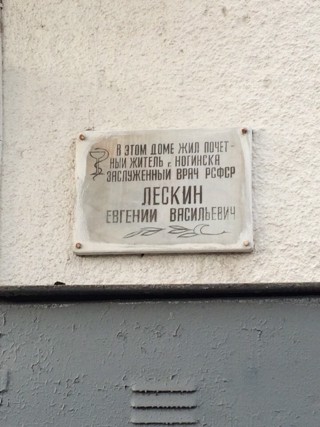 В ЭТОМ ДОМЕ ЖИЛ ПОЧЕТ-
НЫЙ ЖИТЕЛЬ г. НОГИНСКА
ЗАСЛУЖЕННЫЙ ВРАЧ РСФСР
ЛЕСКИН
ЕВГЕНИЙ ВАСИЛЬЕВИЧ